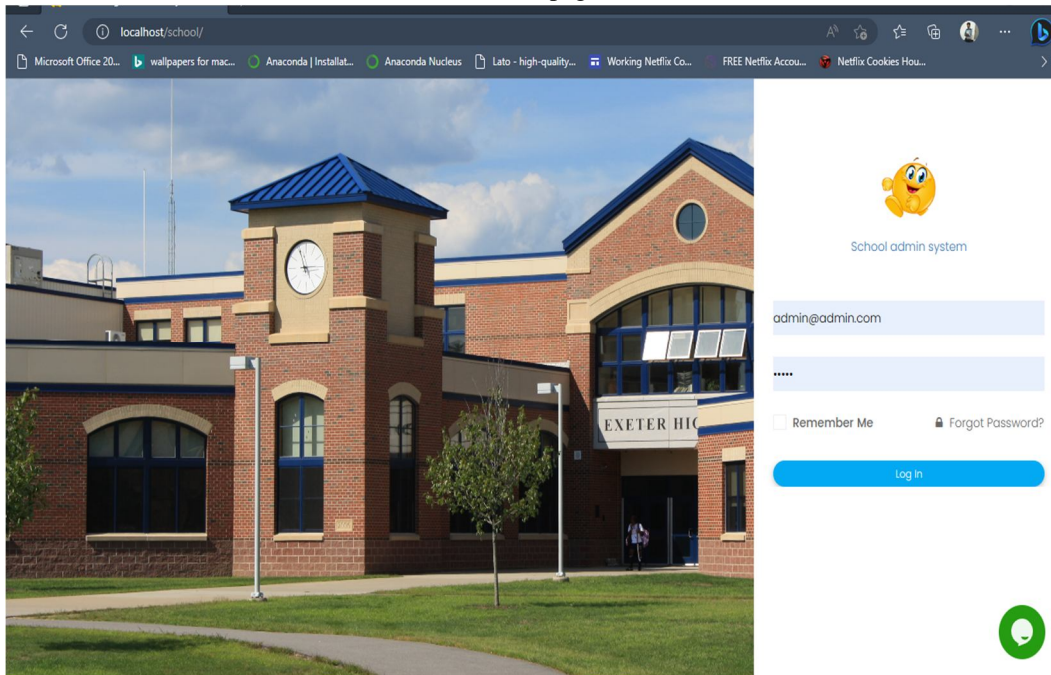 localhost/school/
Microsoft Office 20... wallpapers for mac... Anaconda | Installat... Anaconda Nucleus Lato - high-quality... Working Netflix Co... FREE Netflix Accou... Netflix Cookies Hou...
School admin system
admin@admin.com
•••••
Remember Me Forgot Password?
Log In
EXETER HIG